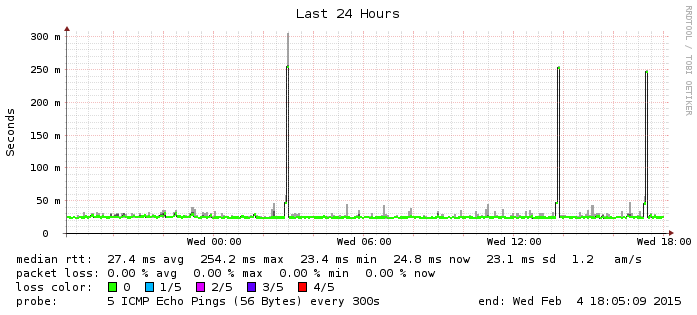 Last 24 Hours
RRDTOOL / TOBI OETIKER
Seconds
300 m
250 m
200 m
150 m
100 m
50 m
0
Wed 00:00 Wed 06:00 Wed 12:00 Wed 18:00
median rtt: 27.4 ms avg 254.2 ms max 23.4 ms min 24.8 ms now 23.1 ms sd 1.2 am/s
packet loss: 0.00 % avg 0.00 % max 0.00 % min 0.00 % now
loss color: 0 1/5 2/5 3/5 4/5
probe: 5 ICMP Echo Pings (56 Bytes) every 300s end: Wed Feb 4 18:05:09 2015